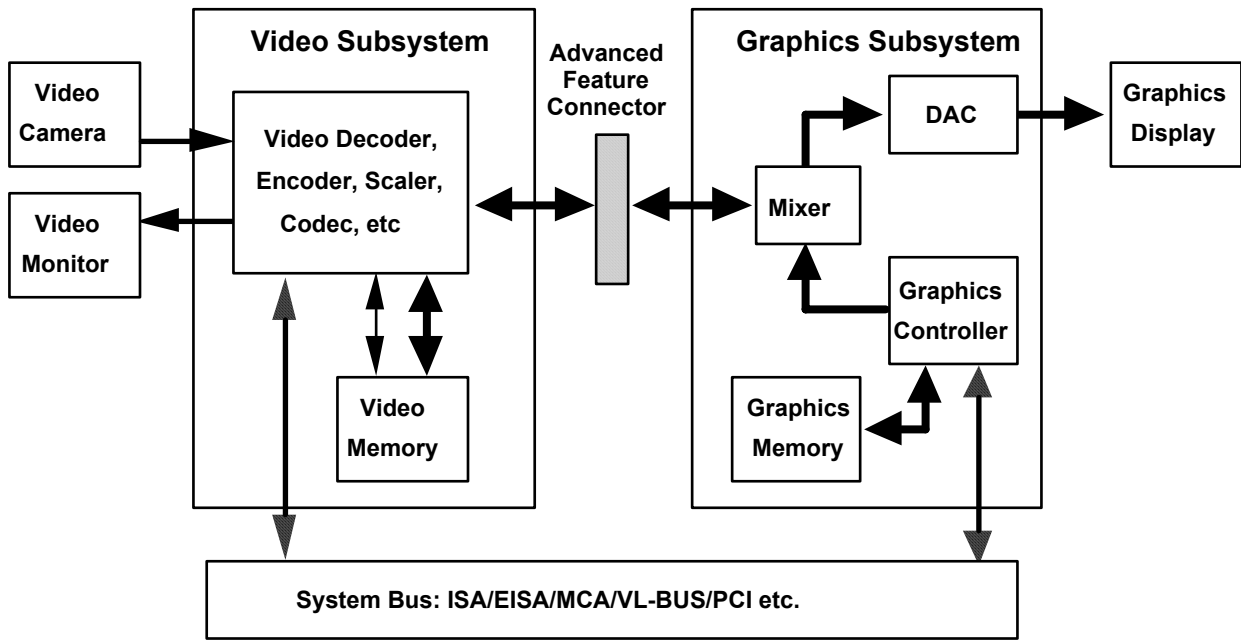 Video Subsystem
Advanced
Feature
Connector
Graphics Subsystem
Video
Camera
Video
Monitor
Video Decoder,
Encoder, Scaler,
Codec, etc
Video
Memory
DAC
Mixer
Graphics
Controller
Graphics
Memory
Graphics
Display
System Bus: ISA/EISA/MCA/VL-BUS/PCI etc.